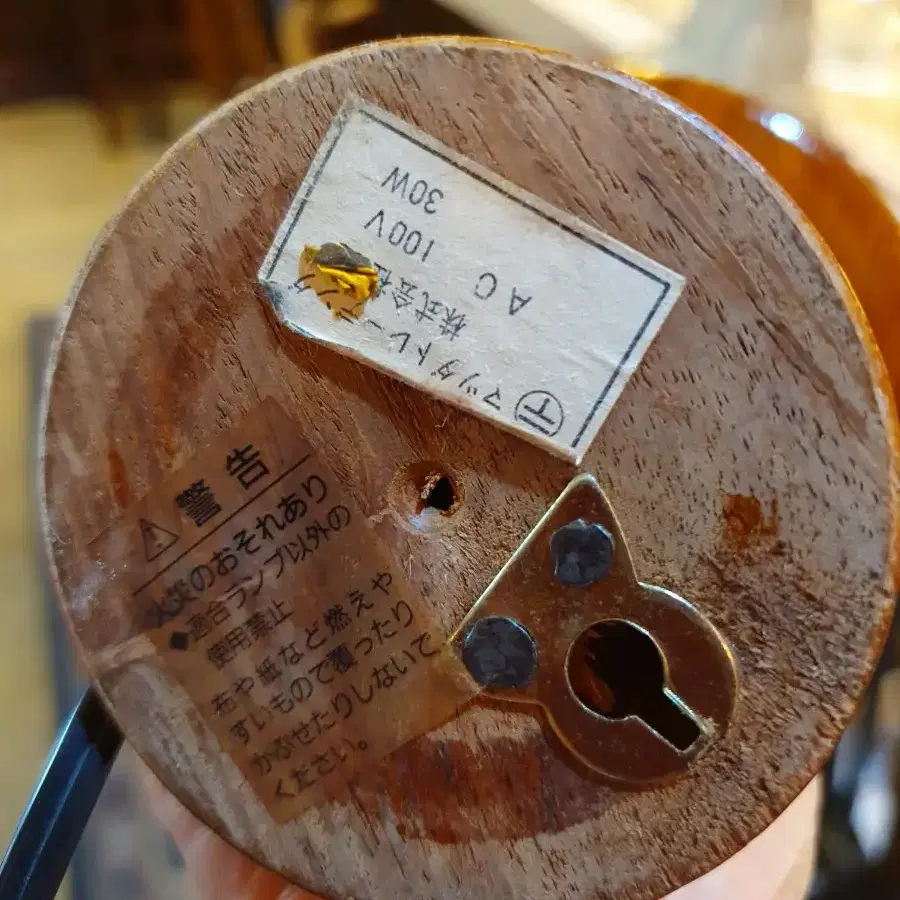 〒 マツダトレー
株式会社
AC 100V
30W
警告
火災のおそれあり
◆適合ランプ以外の
使用禁止
布や紙など燃えや
すいもので覆ったり
かぶせたりしないで
ください。